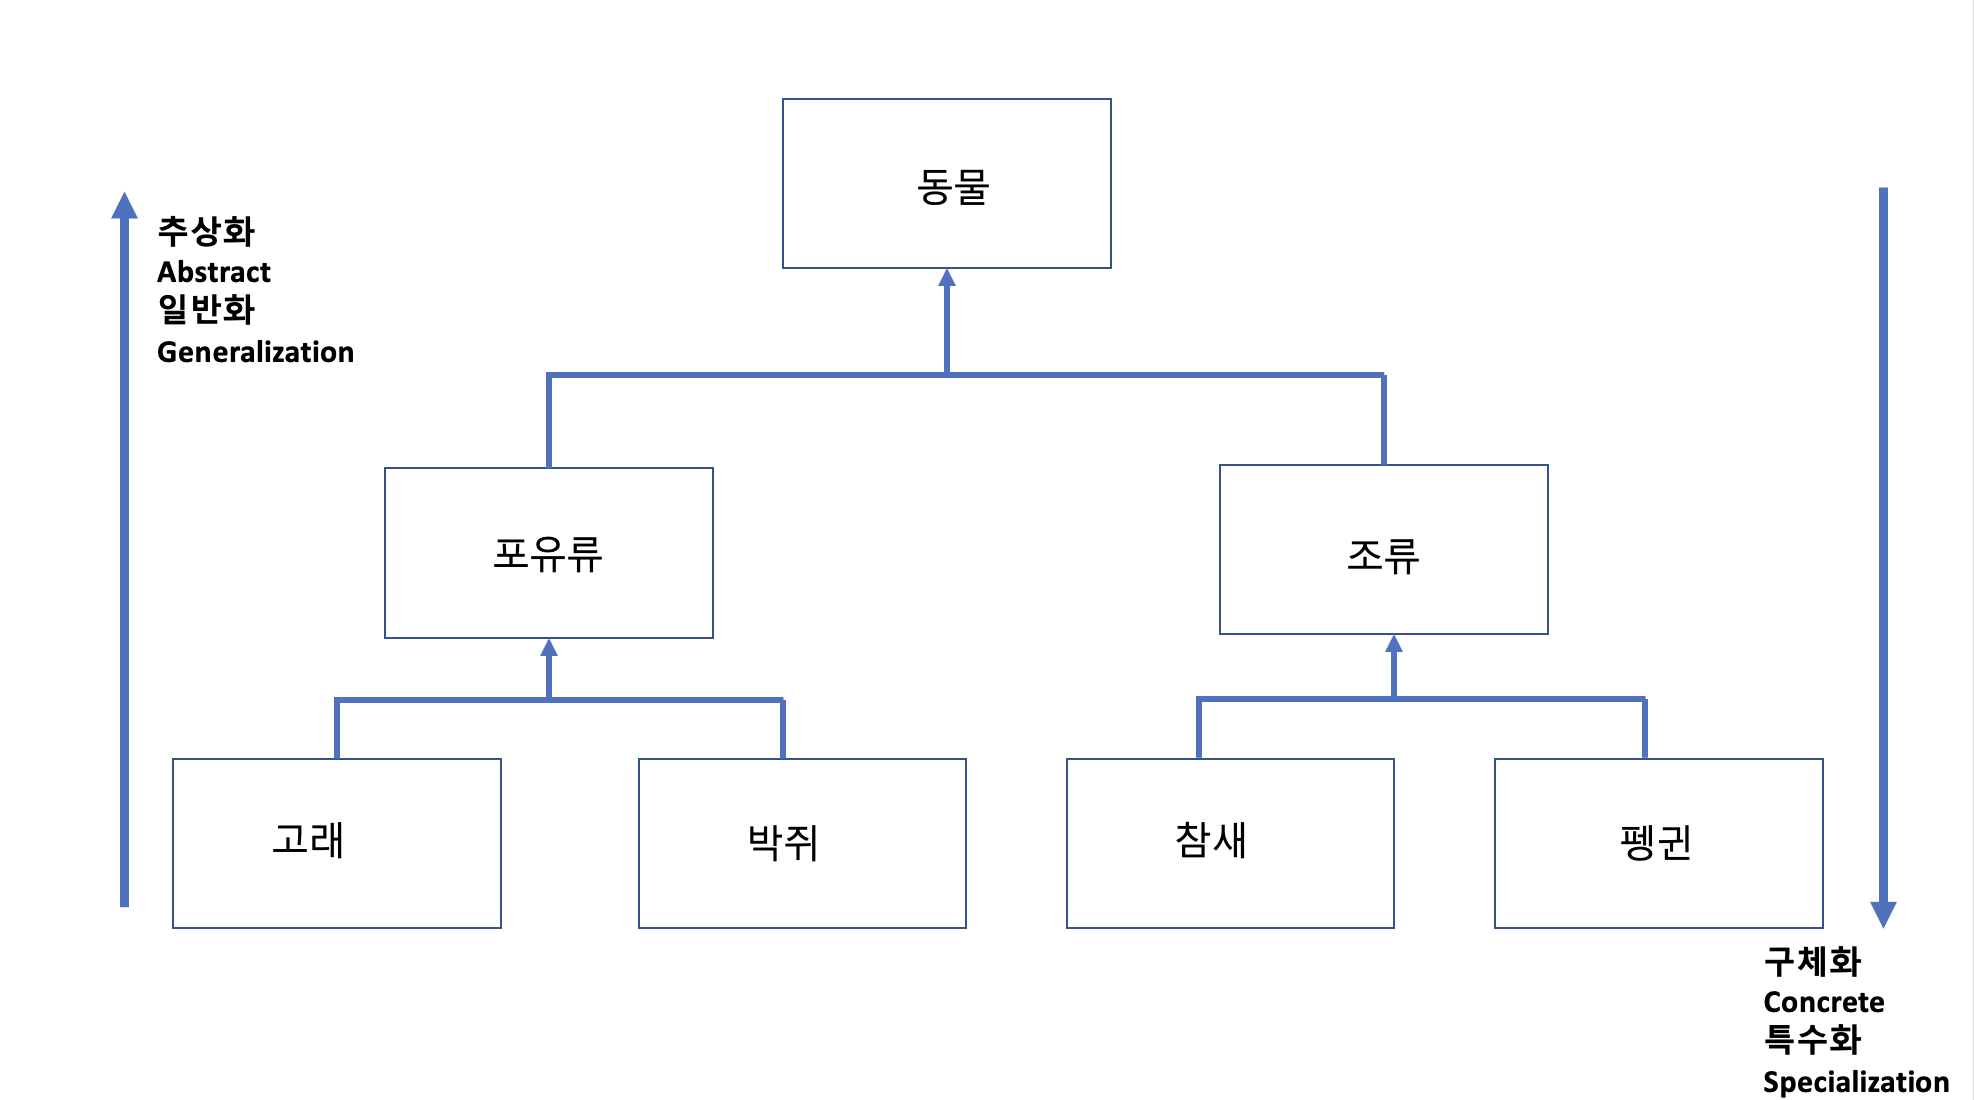 동물
추상화
Abstract
일반화
Generalization
포유류
조류
고래
박쥐
참새
펭귄
구체화
Concrete
특수화
Specialization